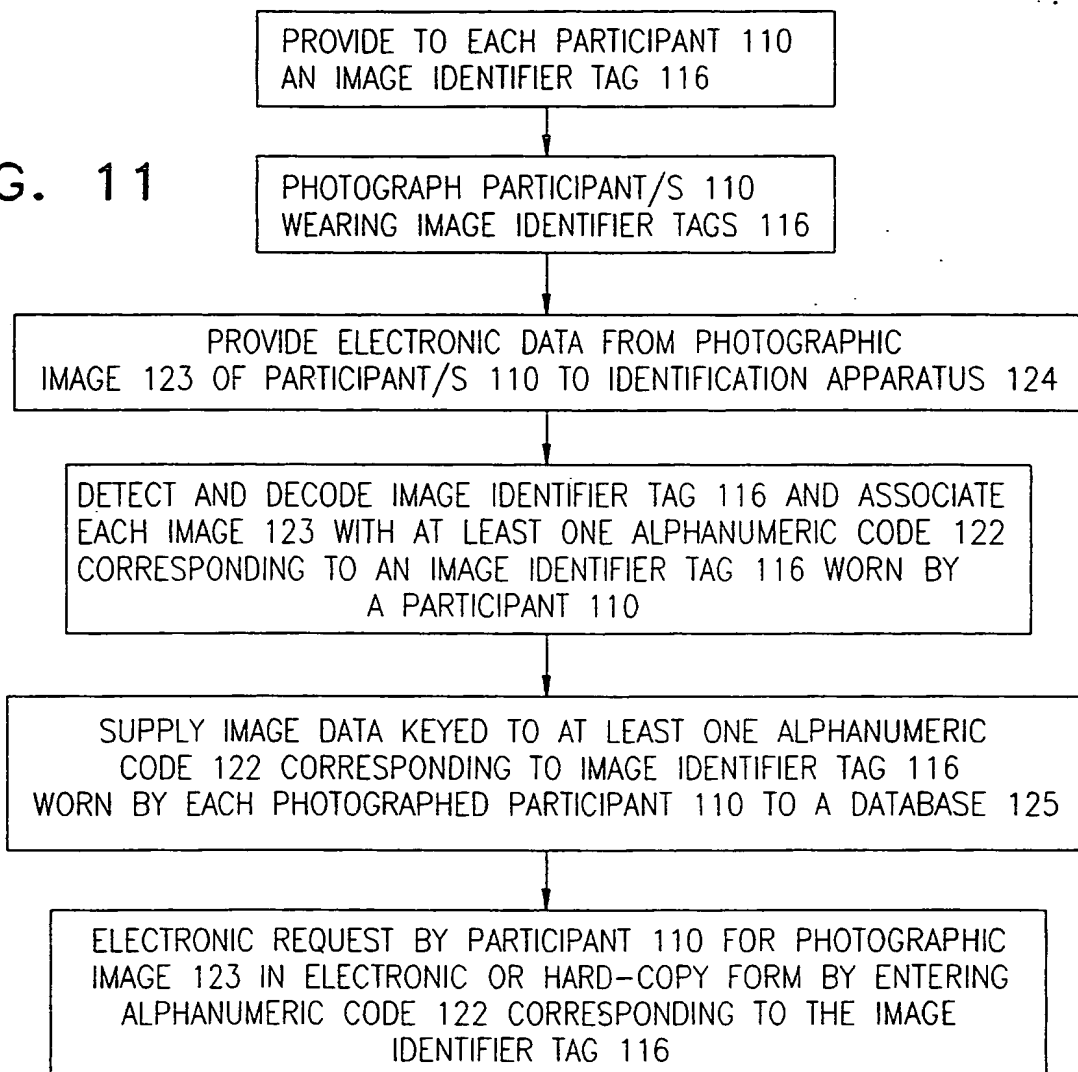 PROVIDE TO EACH PARTICIPANT 110
AN IMAGE IDENTIFIER TAG 116
G. 11
PHOTOGRAPH PARTICIPANT/S 110
WEARING IMAGE IDENTIFIER TAGS 116
PROVIDE ELECTRONIC DATA FROM PHOTOGRAPHIC
IMAGE 123 OF PARTICIPANT/S 110 TO IDENTIFICATION APPARATUS 124
DETECT AND DECODE IMAGE IDENTIFIER TAG 116 AND ASSOCIATE
EACH IMAGE 123 WITH AT LEAST ONE ALPHANUMERIC CODE 122
CORRESPONDING TO AN IMAGE IDENTIFIER TAG 116 WORN BY
A PARTICIPANT 110
SUPPLY IMAGE DATA KEYED TO AT LEAST ONE ALPHANUMERIC
CODE 122 CORRESPONDING TO IMAGE IDENTIFIER TAG 116
WORN BY EACH PHOTOGRAPHED PARTICIPANT 110 TO A DATABASE 125
ELECTRONIC REQUEST BY PARTICIPANT 110 FOR PHOTOGRAPHIC
IMAGE 123 IN ELECTRONIC OR HARD-COPY FORM BY ENTERING
ALPHANUMERIC CODE 122 CORRESPONDING TO THE IMAGE
IDENTIFIER TAG 116